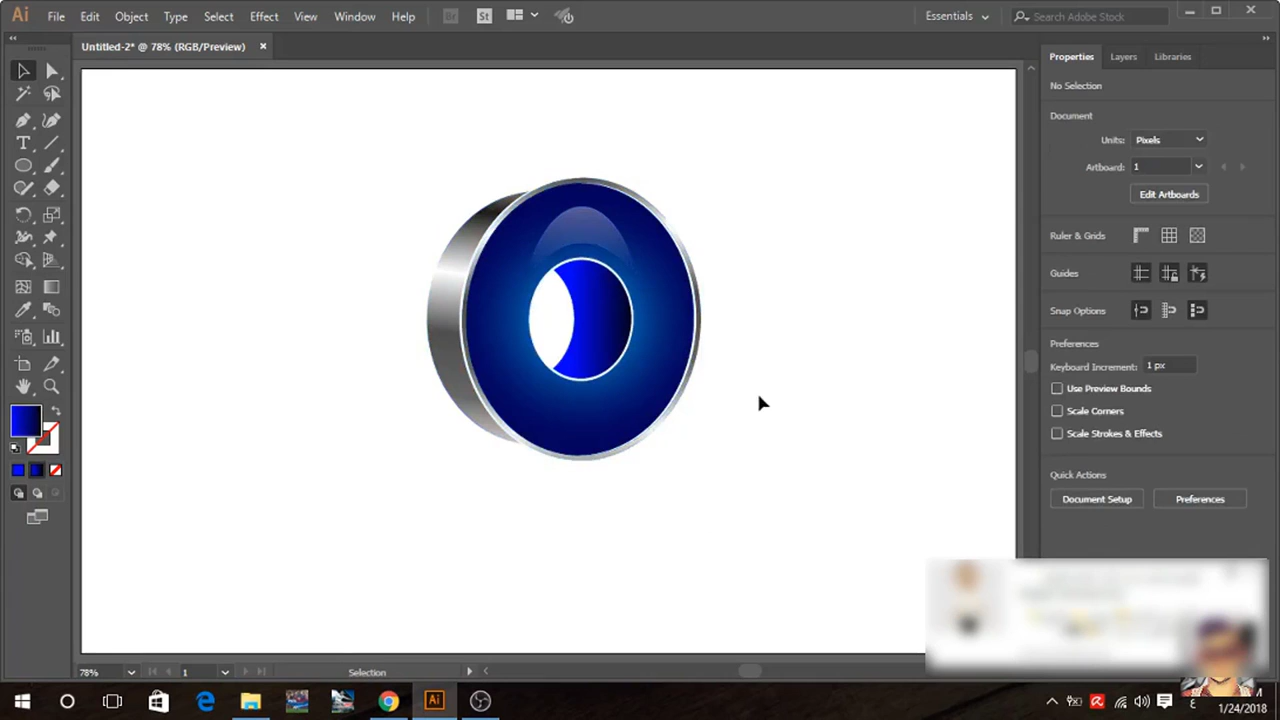 Ai File Edit Object Type Select Effect View Window Help Br St Essentials Search Adobe Stock
Untitled-2* @ 78% (RGB/Preview) ×
Properties Layers Libraries
No Selection
Document
Units: Pixels
Artboard: 1
Edit Artboards
Ruler & Grids
Guides
Snap Options
Preferences
Keyboard Increment: 1 px
Use Preview Bounds
Scale Corners
Scale Strokes & Effects
Quick Actions
Document Setup Preferences
78% 1 Selection
Ai ع
1/24/2018